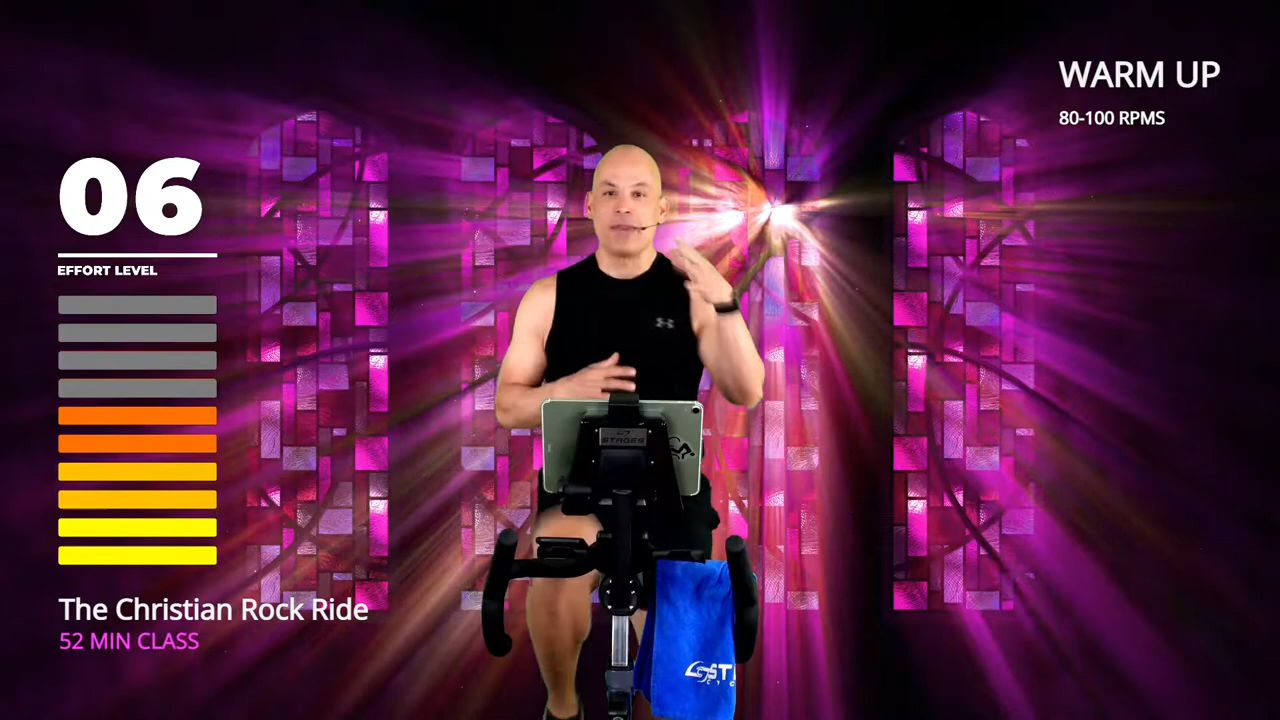 WARM UP
80-100 RPMS
06
EFFORT LEVEL
STAGES
The Christian Rock Ride
52 MIN CLASS